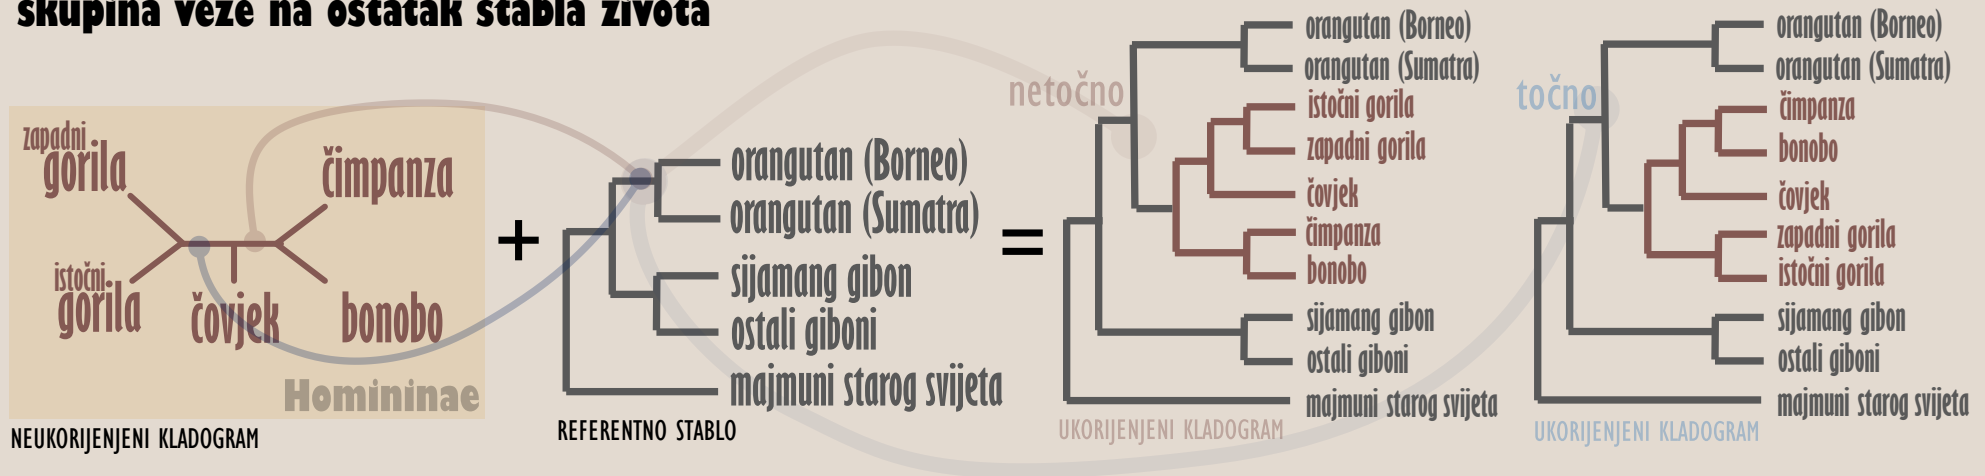 skupina veže na ostatak stabla života
zapadni
gorila
čimpanza
istočni
gorila
čovjek
bonobo
Homininae
NEUKORIJENJENI KLADOGRAM
+
orangutan (Borneo)
orangutan (Sumatra)
sijamang gibon
ostali giboni
majmuni starog svijeta
REFERENTNO STABLO
=
netočno
orangutan (Borneo)
orangutan (Sumatra)
istočni gorila
zapadni gorila
čovjek
čimpanza
bonobo
sijamang gibon
ostali giboni
majmuni starog svijeta
UKORIJENJENI KLADOGRAM
točno
orangutan (Borneo)
orangutan (Sumatra)
čimpanza
bonobo
čovjek
zapadni gorila
istočni gorila
sijamang gibon
ostali giboni
majmuni starog svijeta
UKORIJENJENI KLADOGRAM